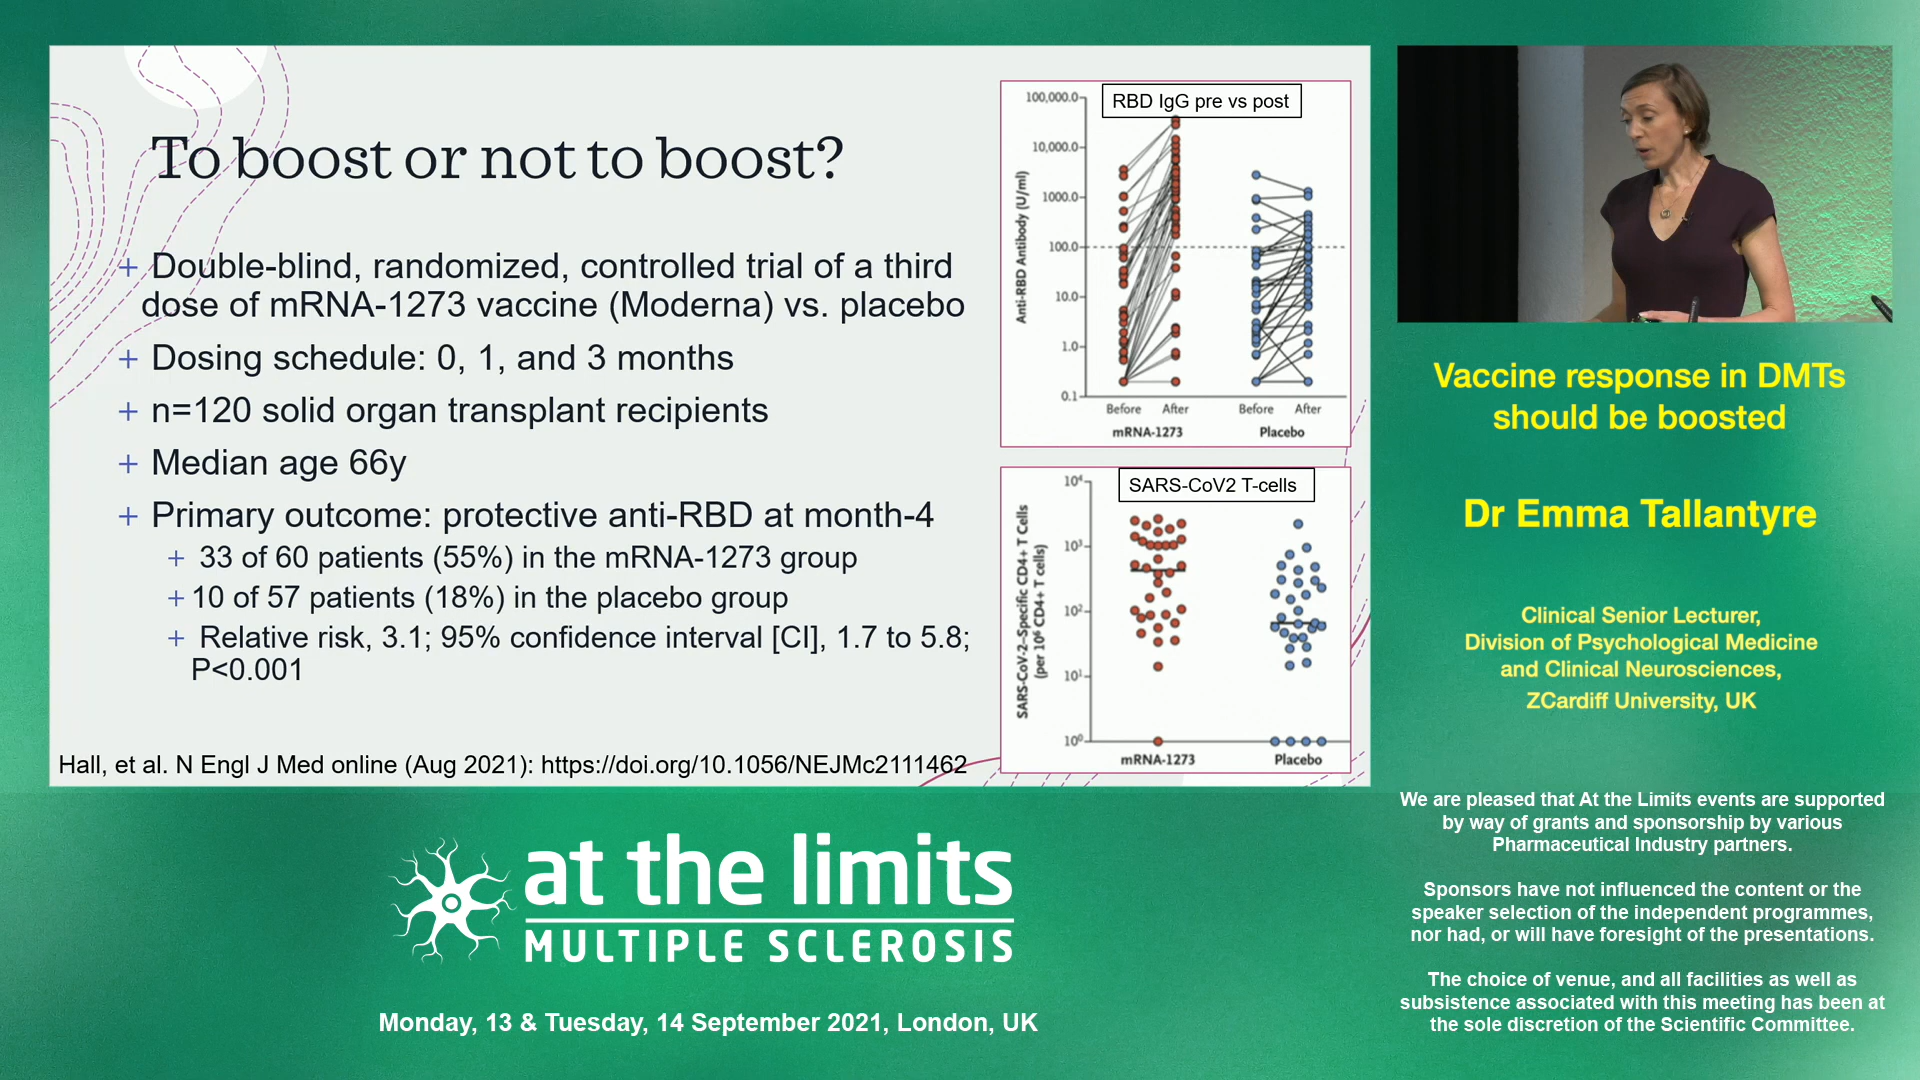 To boost or not to boost?
+ Double-blind, randomized, controlled trial of a third
dose of mRNA-1273 vaccine (Moderna) vs. placebo
+ Dosing schedule: 0, 1, and 3 months
+ n=120 solid organ transplant recipients
+ Median age 66y
+ Primary outcome: protective anti-RBD at month-4
+ 33 of 60 patients (55%) in the mRNA-1273 group
+ 10 of 57 patients (18%) in the placebo group
+ Relative risk, 3.1; 95% confidence interval [CI], 1.7 to 5.8;
P<0.001
Hall, et al. N Engl J Med online (Aug 2021): https://doi.org/10.1056/NEJMc2111462
RBD IgG pre vs post
Anti-RBD Antibody (U/ml)
100,000.0
10,000.0
1000.0
100.0
10.0
1.0
0.1
Before After Before After
mRNA-1273 Placebo
SARS-CoV2 T-cells
SARS-CoV-2–Specific CD4+ T Cells
(per 10⁶ CD4+ T cells)
10⁴
10³
10²
10¹
10⁰
mRNA-1273 Placebo
Vaccine response in DMTs
should be boosted
Dr Emma Tallantyre
Clinical Senior Lecturer,
Division of Psychological Medicine
and Clinical Neurosciences,
ZCardiff University, UK
We are pleased that At the Limits events are supported
by way of grants and sponsorship by various
Pharmaceutical Industry partners.
Sponsors have not influenced the content or the
speaker selection of the independent programmes,
nor had, or will have foresight of the presentations.
The choice of venue, and all facilities as well as
subsistence associated with this meeting has been at
the sole discretion of the Scientific Committee.
at the limits
MULTIPLE SCLEROSIS
Monday, 13 & Tuesday, 14 September 2021, London, UK